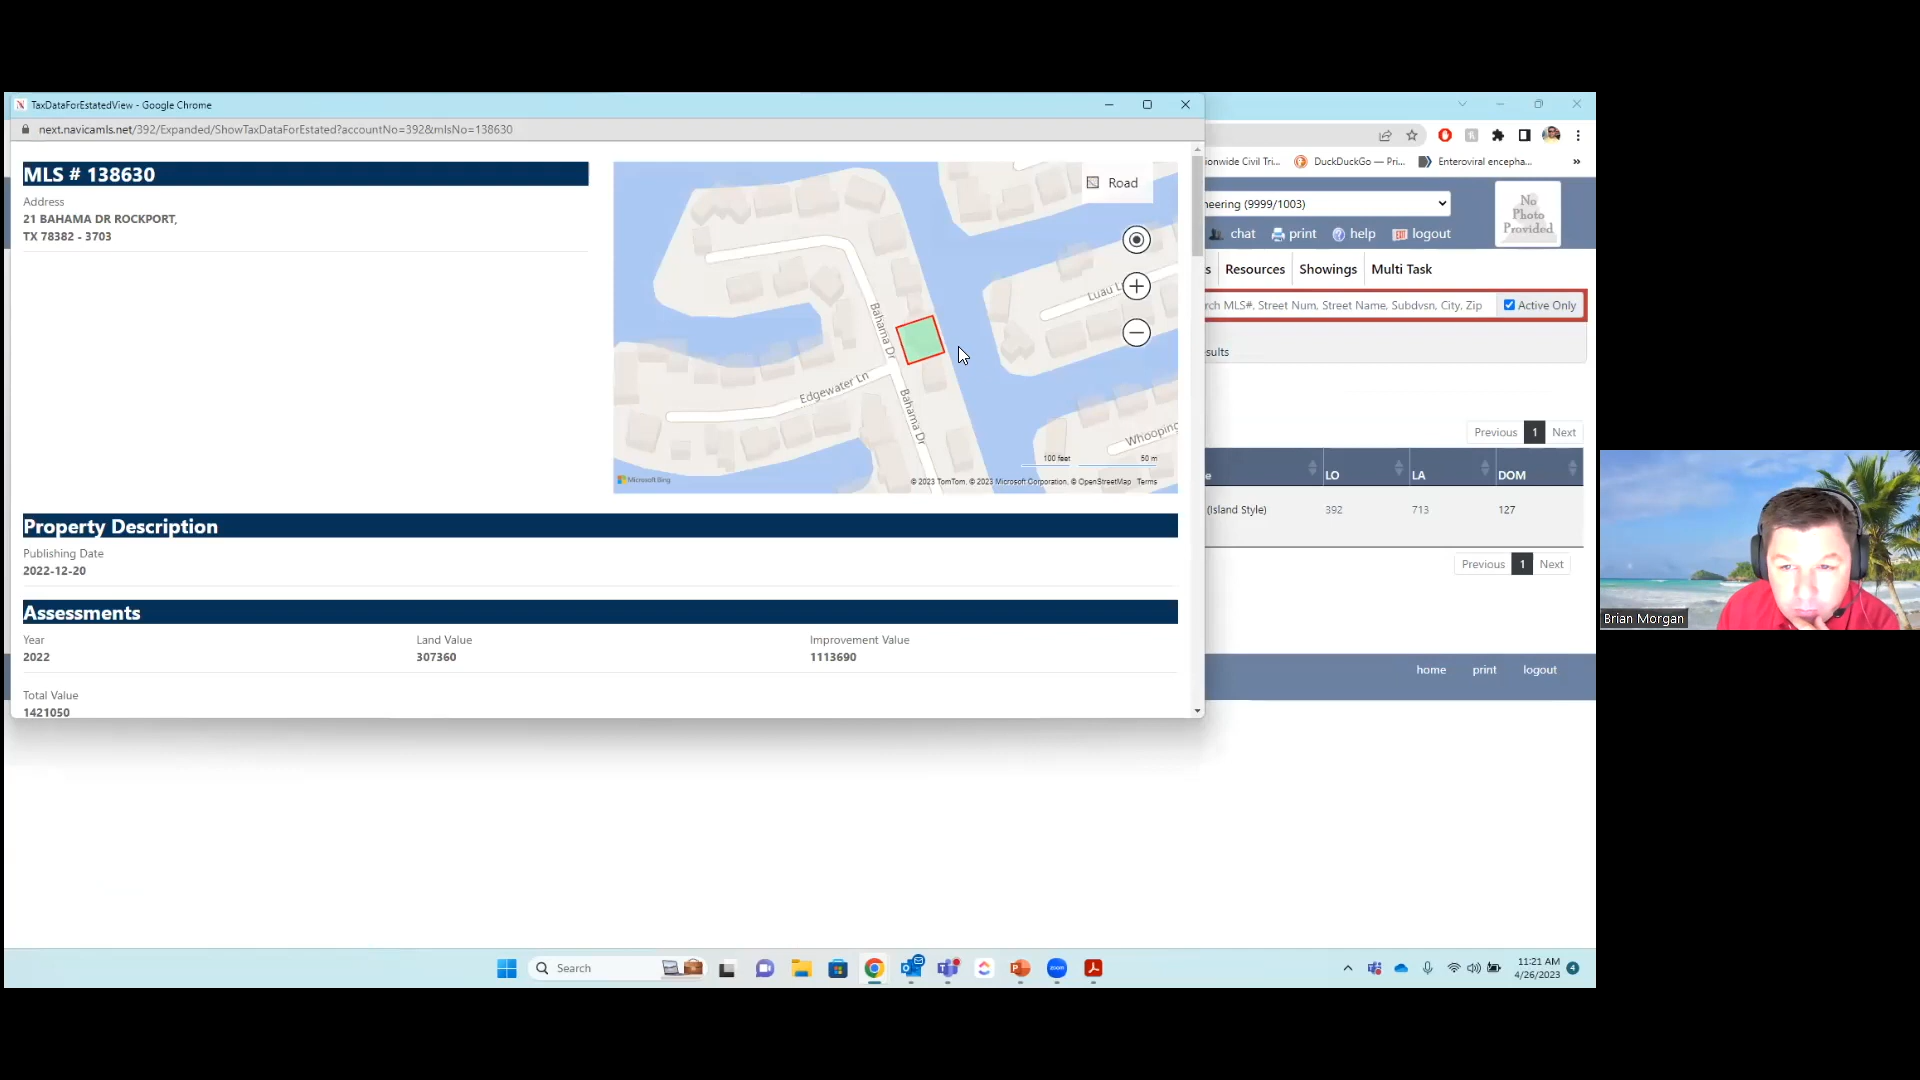 TaxDataForEstatedView - Google Chrome
next.navicamls.net/392/Expanded/ShowTaxDataForEstated?accountNo=392&mlsNo=138630
MLS # 138630
Address
21 BAHAMA DR ROCKPORT,
TX 78382 - 3703
Road
Bahama Dr
Edgewater Ln
Bahama Dr
Luau L
Whooping
100 feet
50 m
Microsoft Bing
© 2023 TomTom, © 2023 Microsoft Corporation, © OpenStreetMap Terms
Property Description
Publishing Date
2022-12-20
Assessments
Year
Land Value
Improvement Value
2022
307360
1113690
Total Value
1421050
ionwide Civil Tri...
DuckDuckGo — Pri...
Enteroviral encepha...
»
neering (9999/1003)
No
Photo
Provided
chat
print
help
EXIT
logout
s
Resources
Showings
Multi Task
rch MLS#, Street Num, Street Name, Subdvsn, City, Zip
Active Only
sults
Previous
1
Next
e
LO
LA
DOM
(Island Style)
392
713
127
Previous
1
Next
home
print
logout
Brian Morgan
Search
zoom
11:21 AM
4/26/2023
4